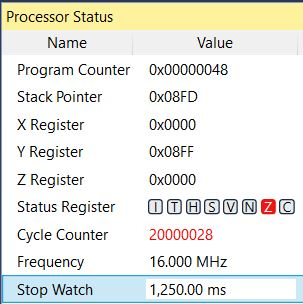 Processor Status
Name Value
Program Counter 0x00000048
Stack Pointer 0x08FD
X Register 0x0000
Y Register 0x08FF
Z Register 0x0000
Status Register I T H S V N Z C
Cycle Counter 20000028
Frequency 16.000 MHz
Stop Watch 1,250.00 ms